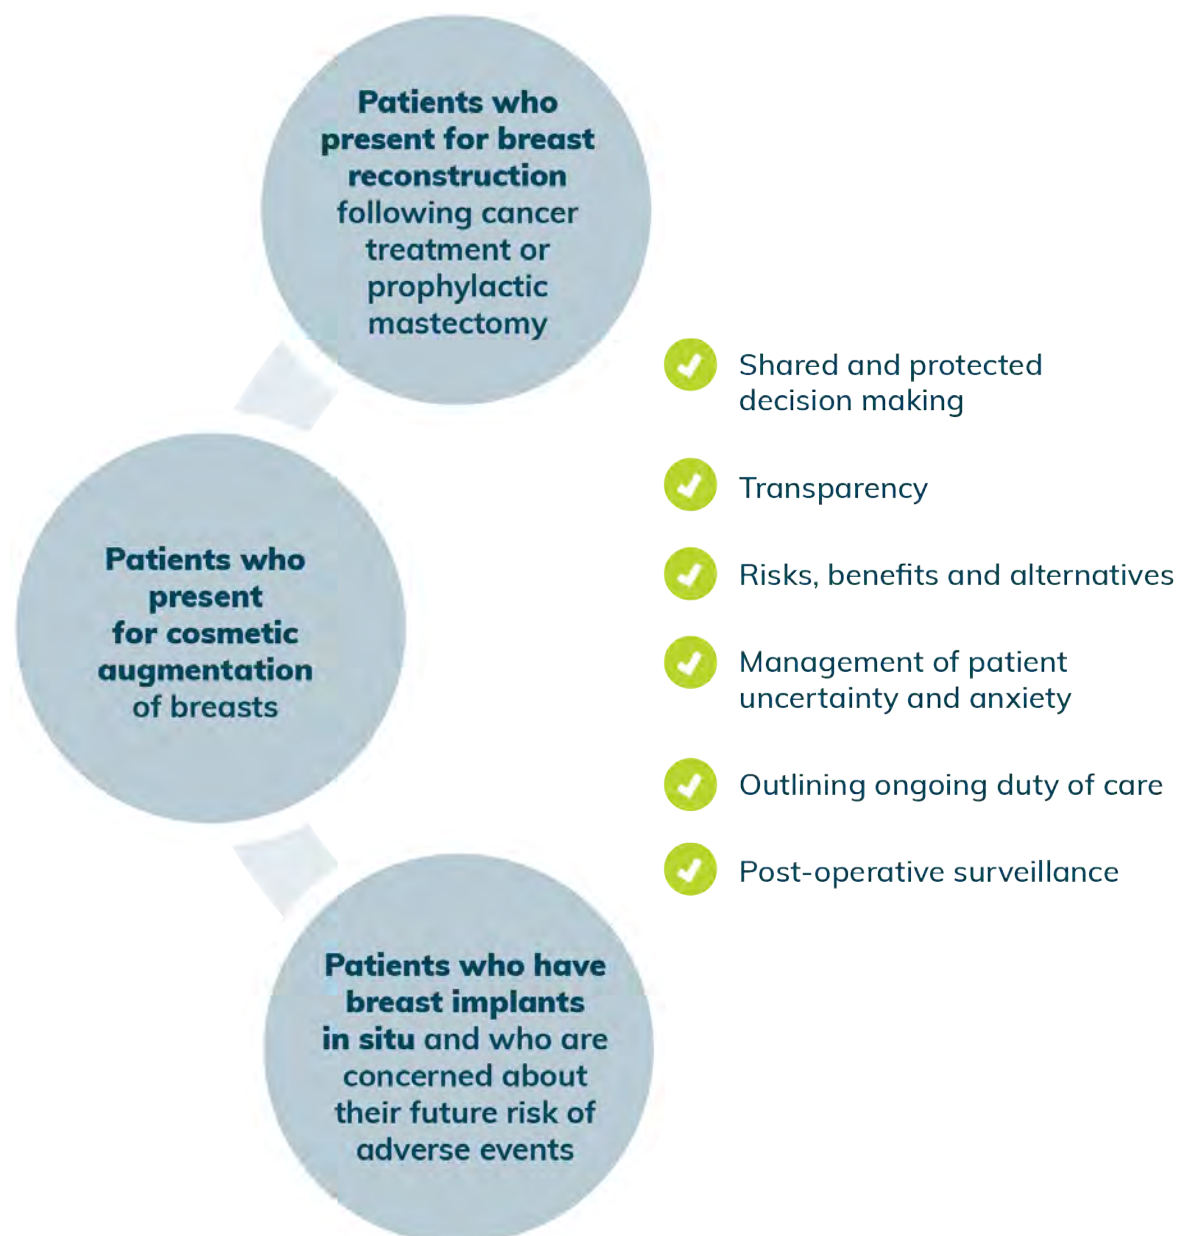 Patients who
present for breast
reconstruction
following cancer
treatment or
prophylactic
mastectomy
Patients who
present
for cosmetic
augmentation
of breasts
Patients who have
breast implants
in situ and who are
concerned about
their future risk of
adverse events
Shared and protected
decision making
Transparency
Risks, benefits and alternatives
Management of patient
uncertainty and anxiety
Outlining ongoing duty of care
Post-operative surveillance